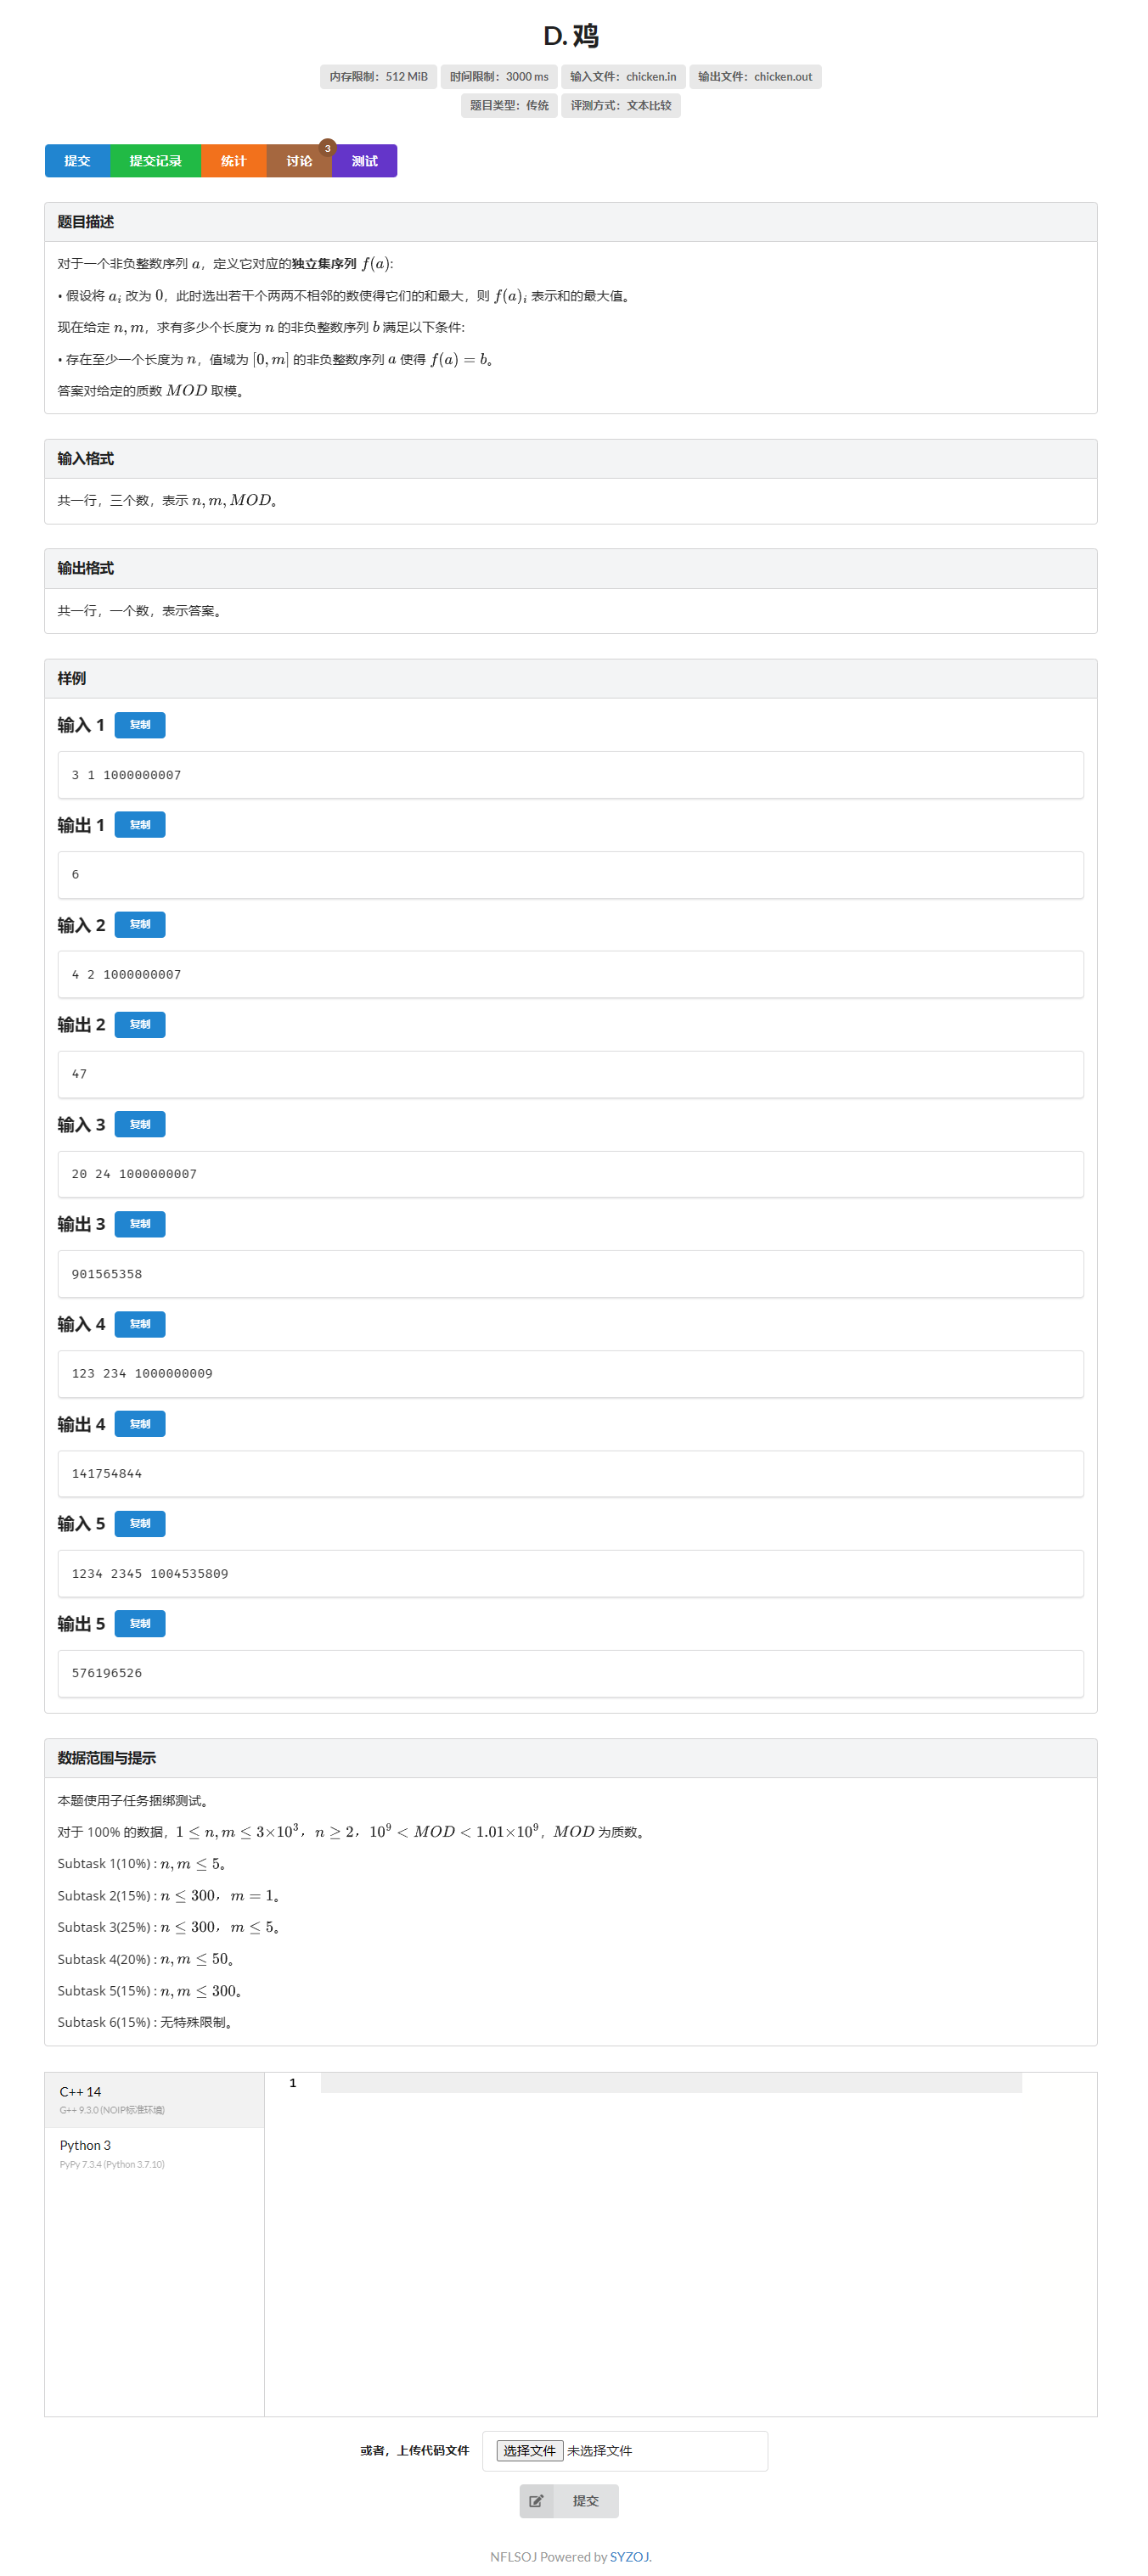 D. 鸡
内存限制：512 MiB 时间限制：3000 ms 输入文件：chicken.in 输出文件：chicken.out
题目类型：传统 评测方式：文本比较
提交 提交记录 统计 讨论 3 测试
题目描述
对于一个非负整数序列 a，定义它对应的独立集序列 f(a):
• 假设将 a_i 改为 0，此时选出若干个两两不相邻的数使得它们的和最大，则 f(a)_i 表示和的最大值。
现在给定 n, m，求有多少个长度为 n 的非负整数序列 b 满足以下条件:
• 存在至少一个长度为 n，值域为 [0, m] 的非负整数序列 a 使得 f(a) = b。
答案对给定的质数 MOD 取模。
输入格式
共一行，三个数，表示 n, m, MOD。
输出格式
共一行，一个数，表示答案。
样例
输入 1 复制
3 1 1000000007
输出 1 复制
6
输入 2 复制
4 2 1000000007
输出 2 复制
47
输入 3 复制
20 24 1000000007
输出 3 复制
901565358
输入 4 复制
123 234 1000000009
输出 4 复制
141754844
输入 5 复制
1234 2345 1004535809
输出 5 复制
576196526
数据范围与提示
本题使用子任务捆绑测试。
对于 100% 的数据，1 ≤ n, m ≤ 3×10³，n ≥ 2，10⁹ < MOD < 1.01×10⁹，MOD 为质数。
Subtask 1(10%) : n, m ≤ 5。
Subtask 2(15%) : n ≤ 300，m = 1。
Subtask 3(25%) : n ≤ 300，m ≤ 5。
Subtask 4(20%) : n, m ≤ 50。
Subtask 5(15%) : n, m ≤ 300。
Subtask 6(15%) : 无特殊限制。
C++ 14
G++ 9.3.0 (NOIP标准环境)
1
Python 3
PyPy 7.3.4 (Python 3.7.10)
或者，上传代码文件 选择文件 未选择文件
提交
NFLSOJ Powered by SYZOJ.